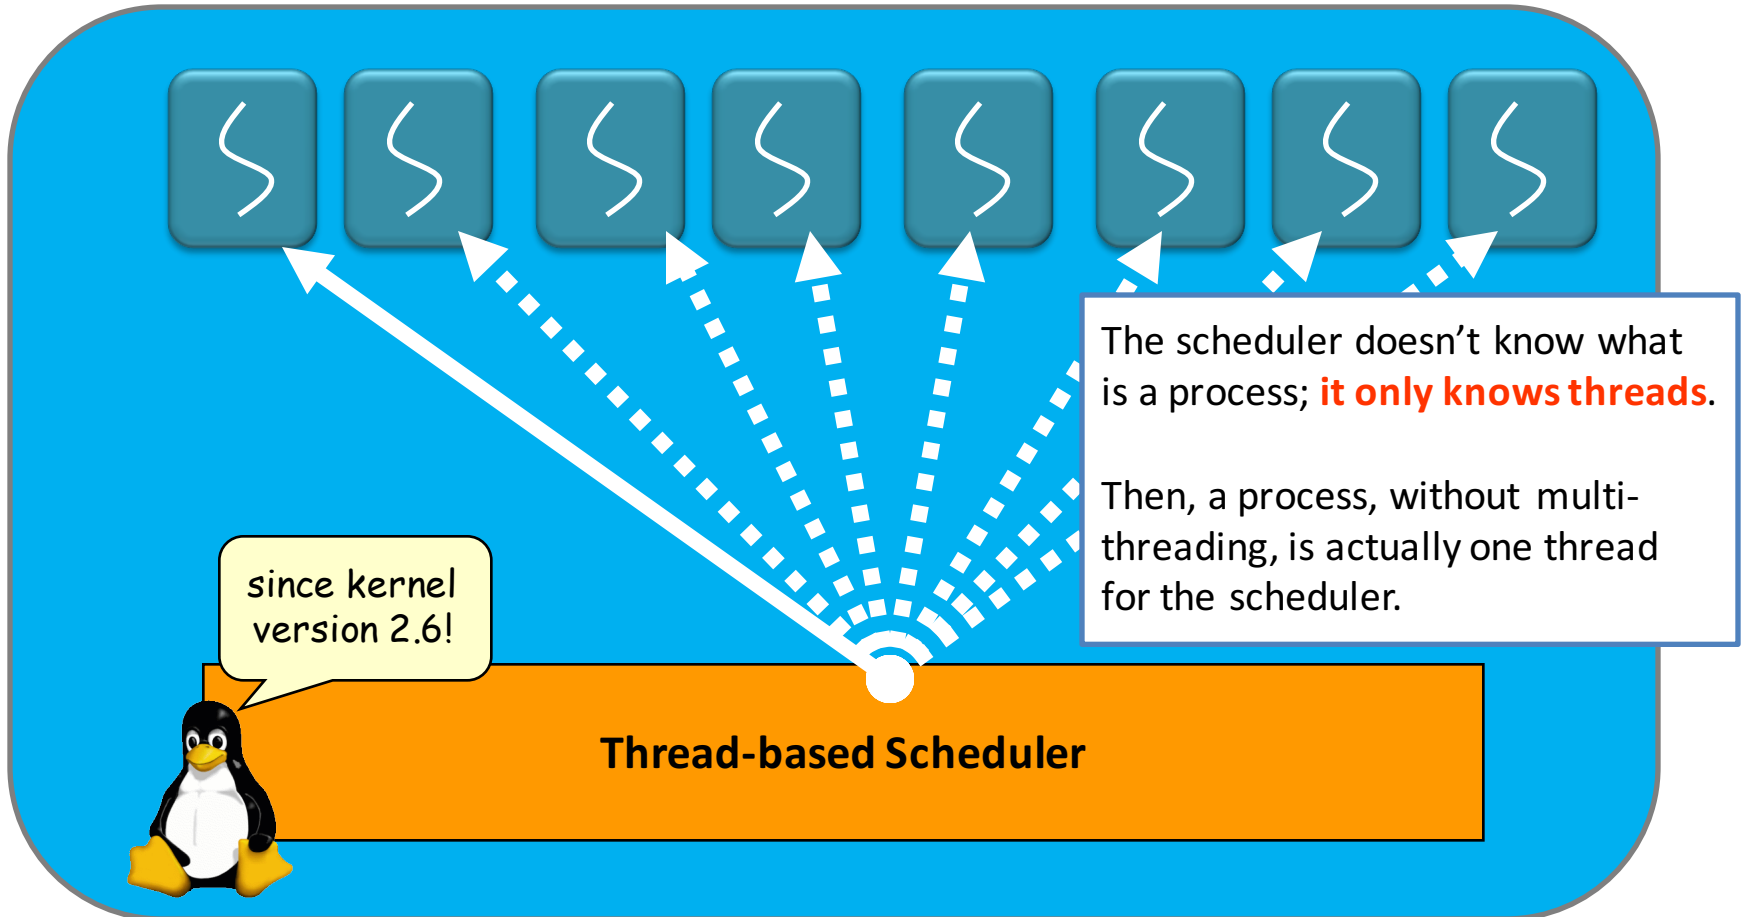 The scheduler doesn’t know what
is a process; it only knows threads.
Then, a process, without multi-
threading, is actually one thread
for the scheduler.
since kernel
version 2.6!
Thread-based Scheduler